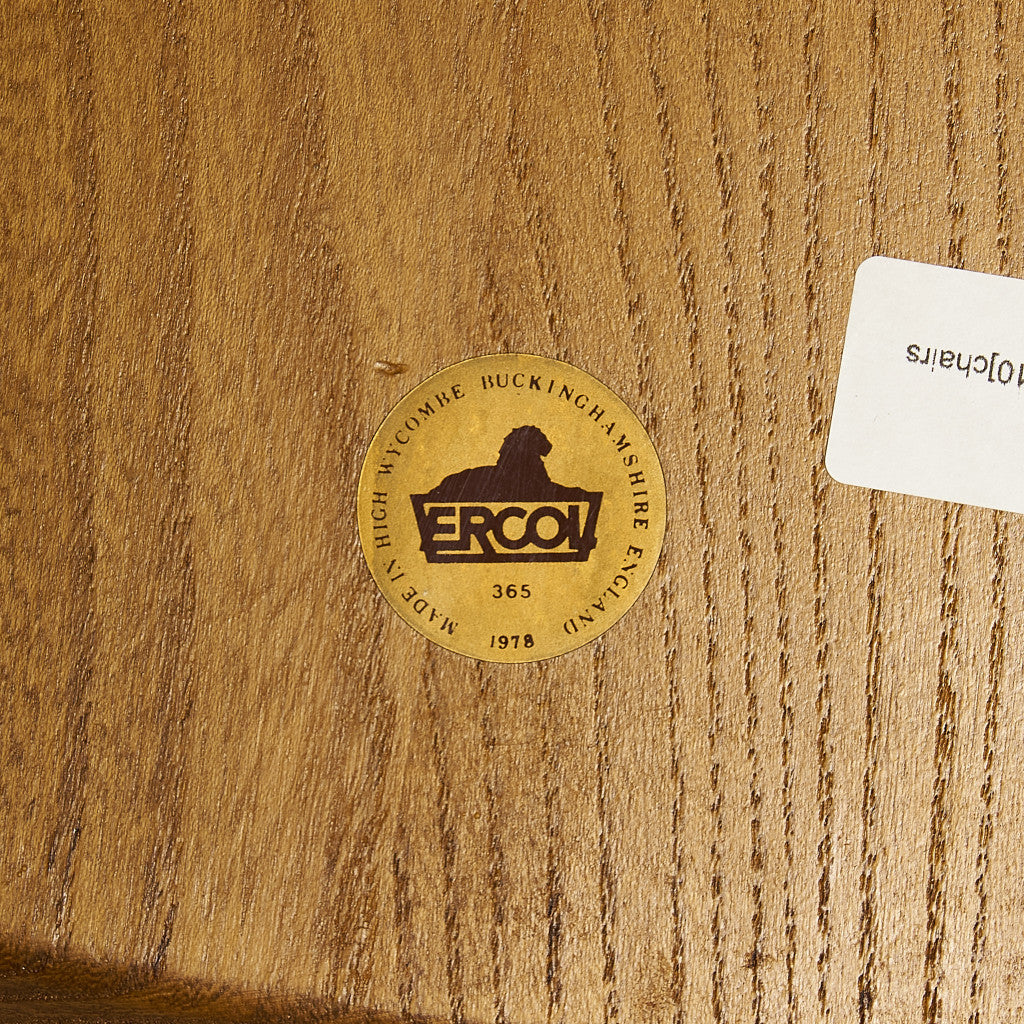 MADE IN HIGH WYCOMBE BUCKINGHAMSHIRE ENGLAND
ERCOL
365
1978
10]chairs